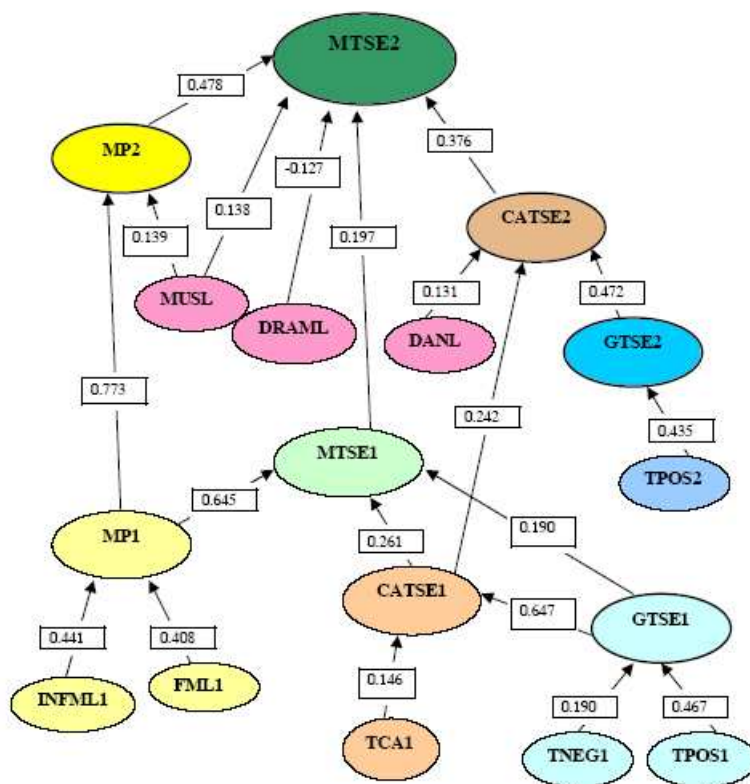 MTSE2
0.478
MP2
0.376
-0.127
0.138
0.197
CATSE2
0.139
MUSL
0.131
0.472
DRAML
DANL
GTSE2
0.773
0.242
0.435
MTSE1
TPOS2
0.645
0.190
MP1
0.261
CATSE1
0.647
GTSE1
0.441
0.408
0.146
FML1
INFML1
0.190
0.467
TCA1
TNEG1
TPOS1